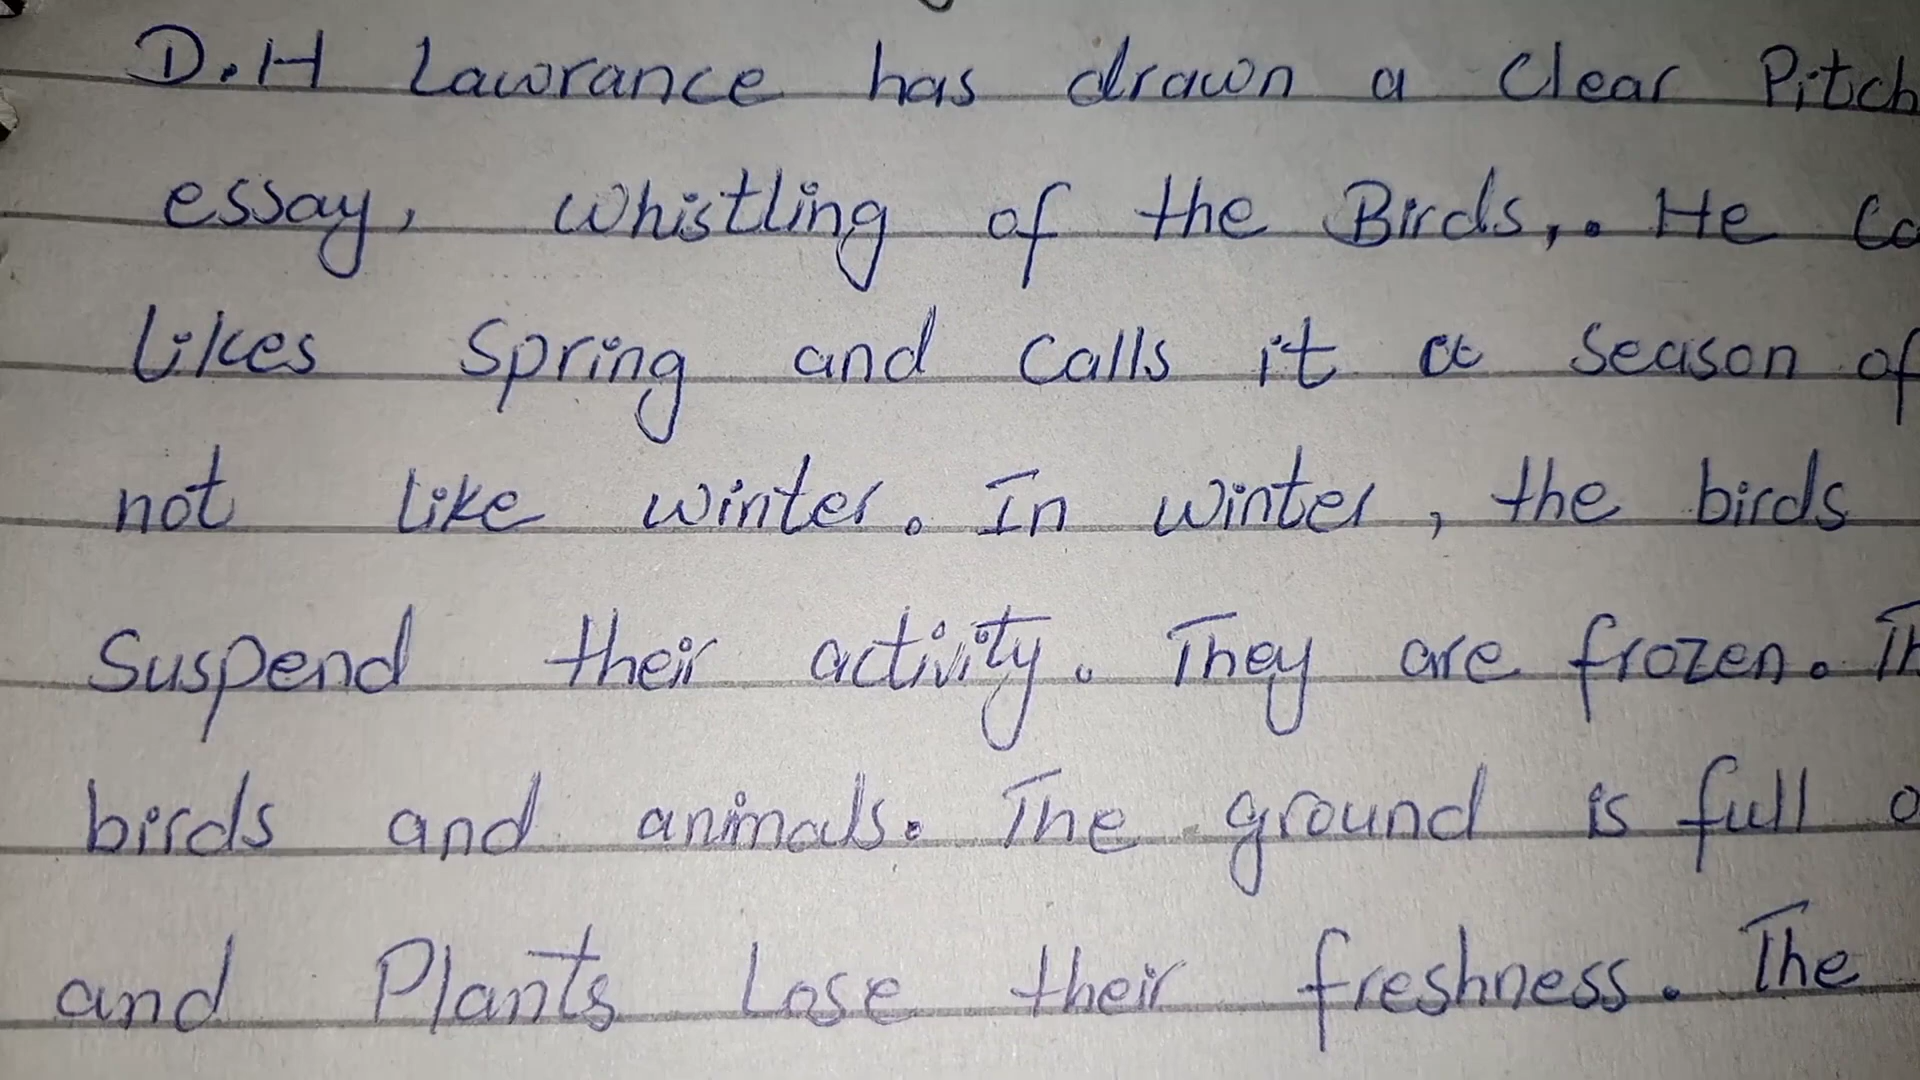 D.H Lawrance has drawn a Clear Pitch
essay, Whistling of the Birds,. He Co
likes Spring and Calls it a Season of
not like winter. In winter, the birds
Suspend their activity. They are frozen. Th
birds and animals. The ground is full o
and Plants Lose their freshness. The